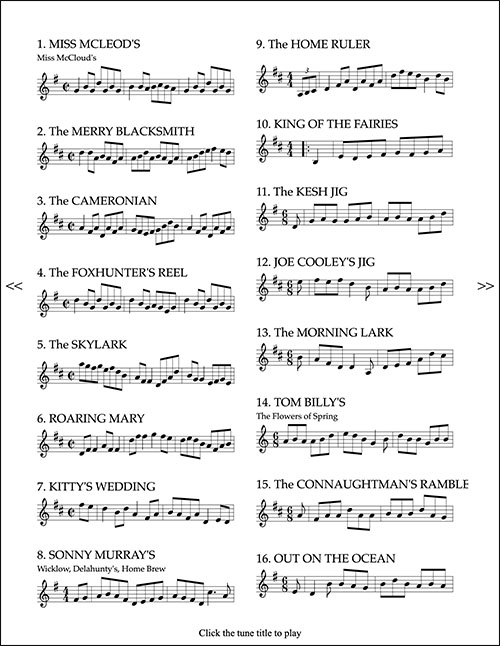 1. MISS MCLEOD'S
Miss McCloud's
2. The MERRY BLACKSMITH
3. The CAMERONIAN
4. The FOXHUNTER'S REEL
5. The SKYLARK
6. ROARING MARY
7. KITTY'S WEDDING
8. SONNY MURRAY'S
Wicklow, Delahunty's, Home Brew
9. The HOME RULER
3
10. KING OF THE FAIRIES
11. The KESH JIG
12. JOE COOLEY'S JIG
13. The MORNING LARK
14. TOM BILLY'S
The Flowers of Spring
15. The CONNAUGHTMAN'S RAMBLE
16. OUT ON THE OCEAN
<<
>>
Click the tune title to play